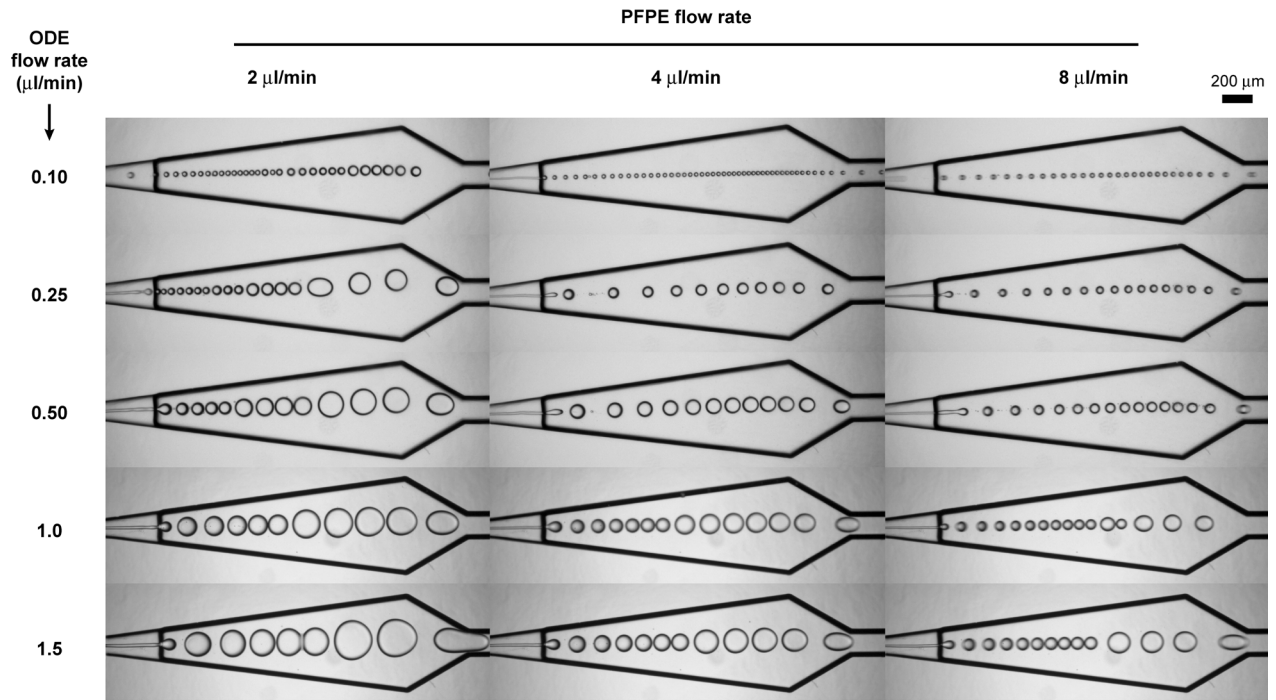 PFPE flow rate
ODE
flow rate
(μl/min)
2 μl/min
4 μl/min
8 μl/min
200 μm
0.10
0.25
0.50
1.0
1.5